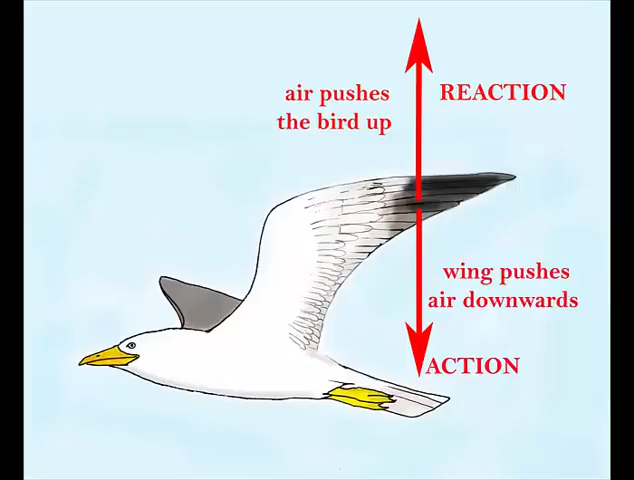 air pushes
the bird up
REACTION
wing pushes
air downwards
ACTION